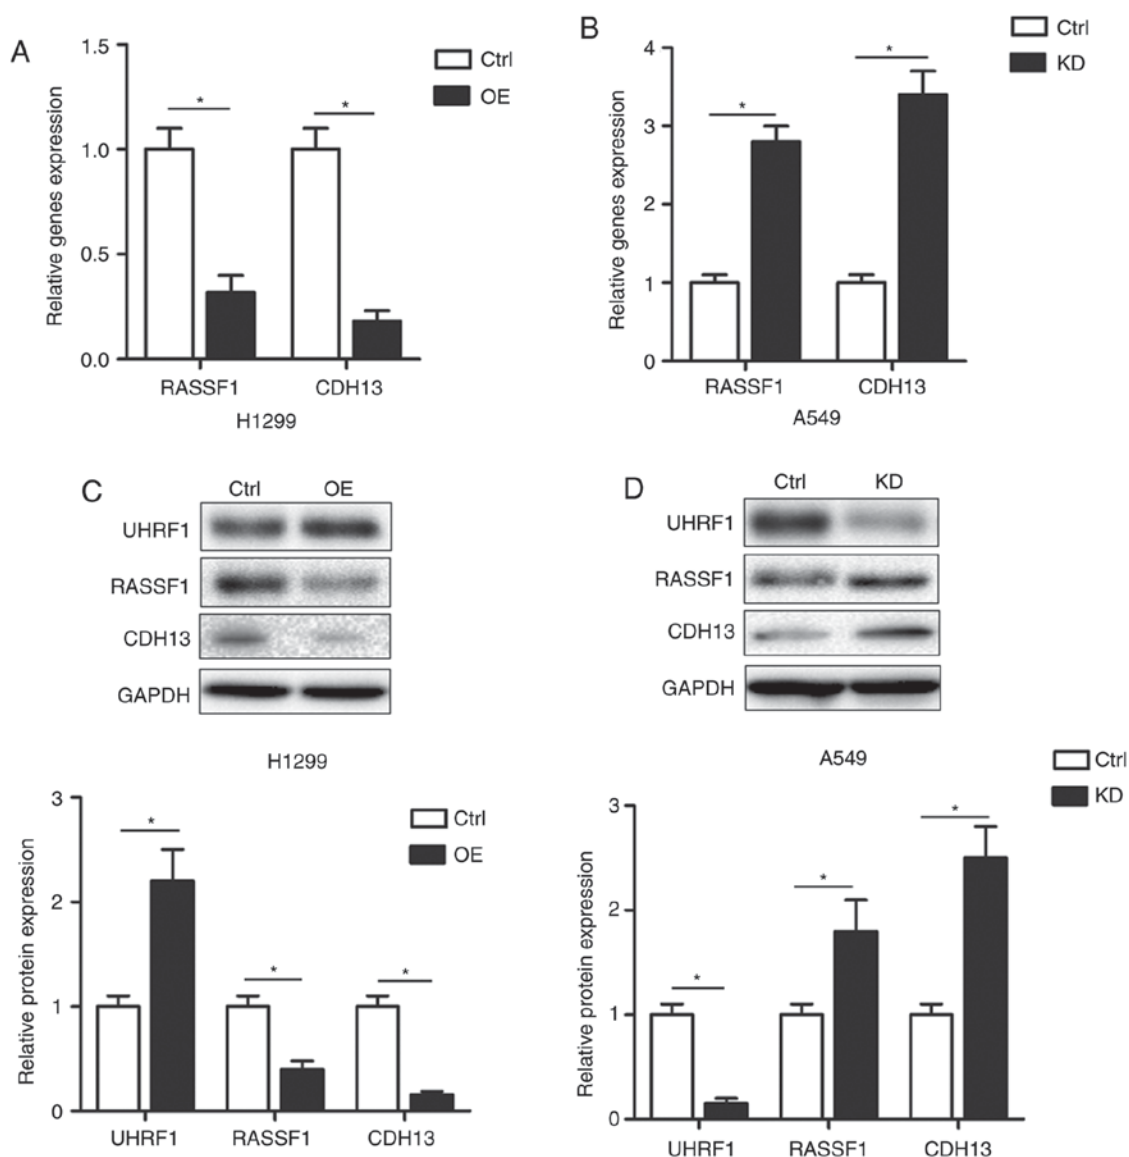 A
Ctrl
OE
Relative genes expression
1.5
1.0
0.5
0.0
*
*
RASSF1 CDH13
H1299
B
Ctrl
KD
Relative genes expression
4
3
2
1
0
*
*
RASSF1 CDH13
A549
C
Ctrl OE
UHRF1
RASSF1
CDH13
GAPDH
H1299
Ctrl
OE
Relative protein expression
3
2
1
0
*
*
*
UHRF1 RASSF1 CDH13
D
Ctrl KD
UHRF1
RASSF1
CDH13
GAPDH
A549
Ctrl
KD
Relative protein expression
3
2
1
0
*
*
*
UHRF1 RASSF1 CDH13